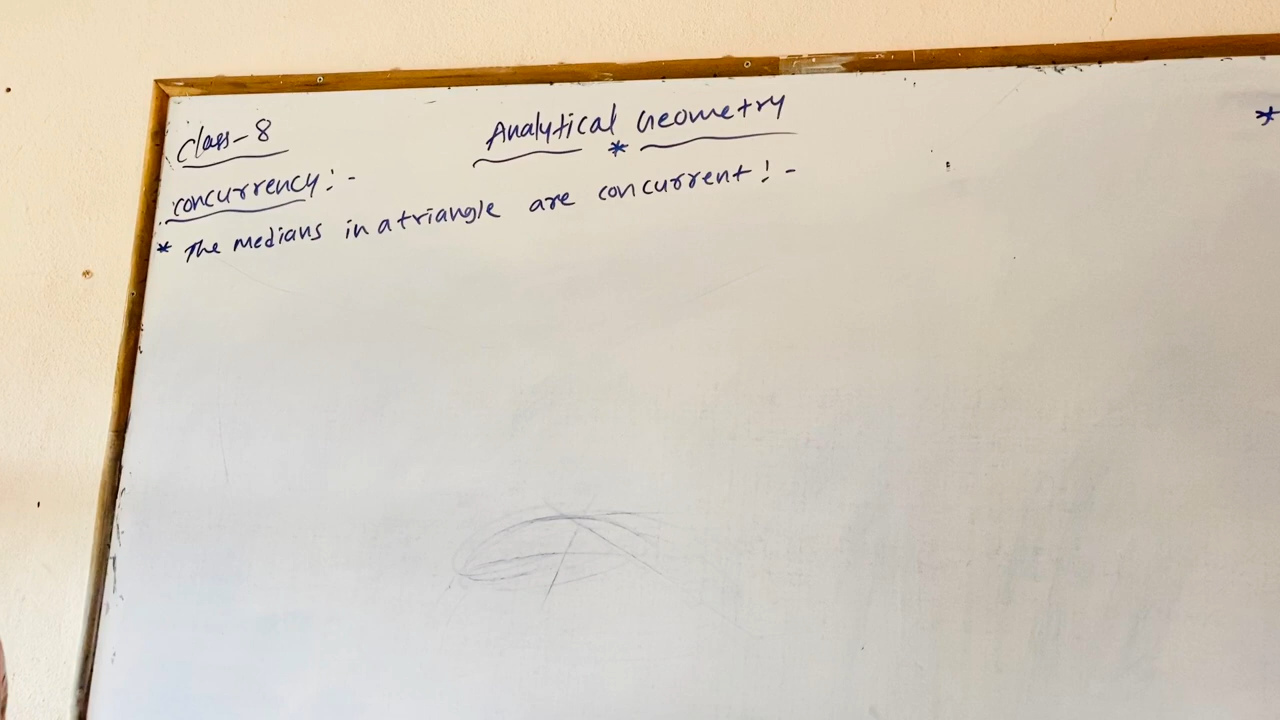 Class-8
Analytical Geometry
*
concurrency:-
* The medians in a triangle are concurrent:-
*